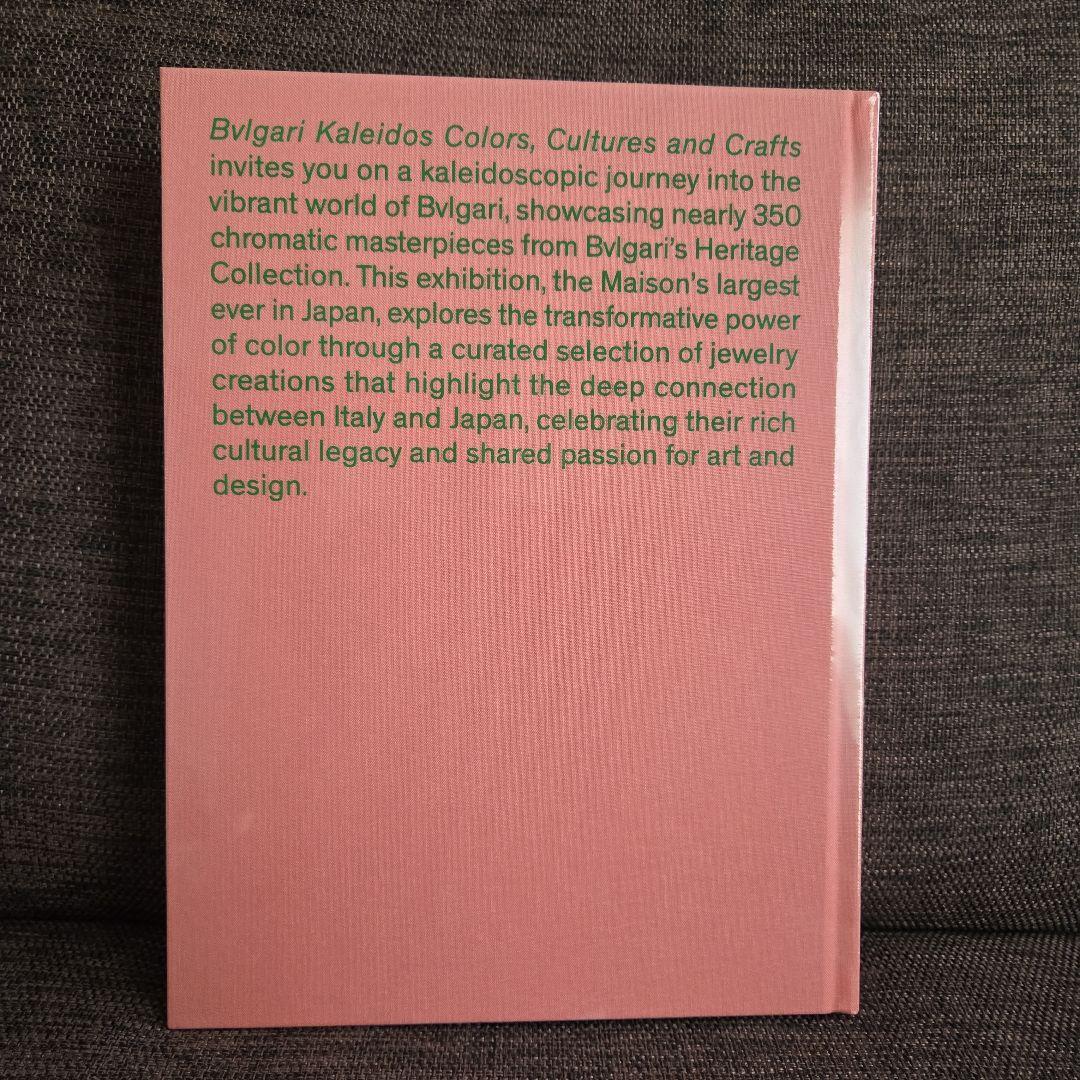 Bvlgari Kaleidos Colors, Cultures and Crafts
invites you on a kaleidoscopic journey into the
vibrant world of Bvlgari, showcasing nearly 350
chromatic masterpieces from Bvlgari's Heritage
Collection. This exhibition, the Maison's largest
ever in Japan, explores the transformative power
of color through a curated selection of jewelry
creations that highlight the deep connection
between Italy and Japan, celebrating their rich
cultural legacy and shared passion for art and
design.